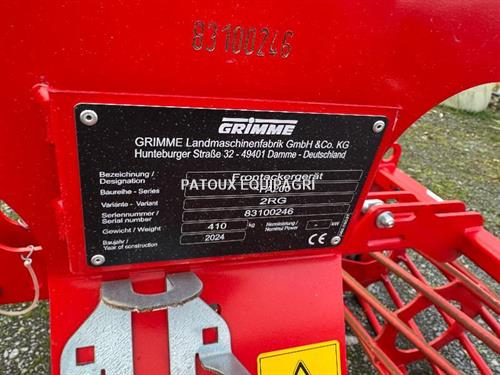 83100246
GRIMME
GRIMME Landmaschinenfabrik GmbH &Co. KG
Hunteburger Straße 32 - 49401 Damme - Deutschland
Bezeichnung / Designation Frontackergerät
PATOUX EQUIPAGRI
Baureihe - Series
Variante - Variant 2RG
Seriennummer / Serial number 83100246
Gewicht / Weight 410 kg Nennleistung / Nominal Power - kW
Baujahr / Year of construction 2024 CE